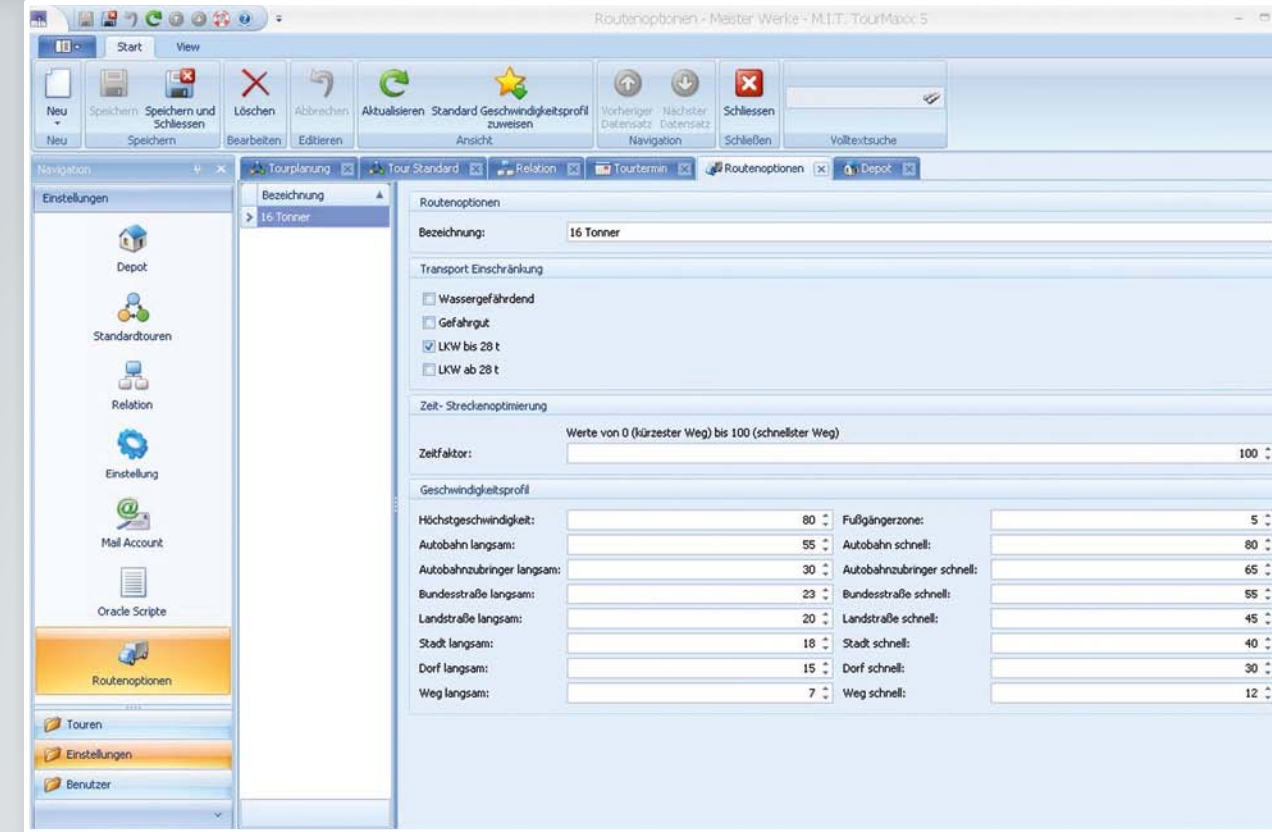 Routenoptionen - Meister Werke - M.I.T. TourMaxx 5
Start View
Neu
Speichern
Speichern und Schliessen
Löschen
Abbrechen
Aktualisieren
Standard Geschwindigkeitsprofil zuweisen
Vorheriger Datensatz
Nächster Datensatz
Schliessen
Neu Speichern Bearbeiten Editieren Ansicht Navigation Schließen Volltextsuche
Navigation
Tourplanung Tour Standard Relation Tourtermin Routenoptionen Depot
Einstellungen
Depot
Standardtouren
Relation
Einstellung
Mail Account
Oracle Scripte
Routenoptionen
Touren
Einstellungen
Benutzer
Bezeichnung
16 Tonner
Routenoptionen
Bezeichnung: 16 Tonner
Transport Einschränkung
Wassergefährdend
Gefahrgut
LKW bis 28 t
LKW ab 28 t
Zeit- Streckenoptimierung
Werte von 0 (kürzester Weg) bis 100 (schnellster Weg)
Zeitfaktor: 100
Geschwindigkeitsprofil
Höchstgeschwindigkeit: 80 Fußgängerzone: 5
Autobahn langsam: 55 Autobahn schnell: 80
Autobahnzubringer langsam: 30 Autobahnzubringer schnell: 65
Bundesstraße langsam: 23 Bundesstraße schnell: 55
Landstraße langsam: 20 Landstraße schnell: 45
Stadt langsam: 18 Stadt schnell: 40
Dorf langsam: 15 Dorf schnell: 30
Weg langsam: 7 Weg schnell: 12